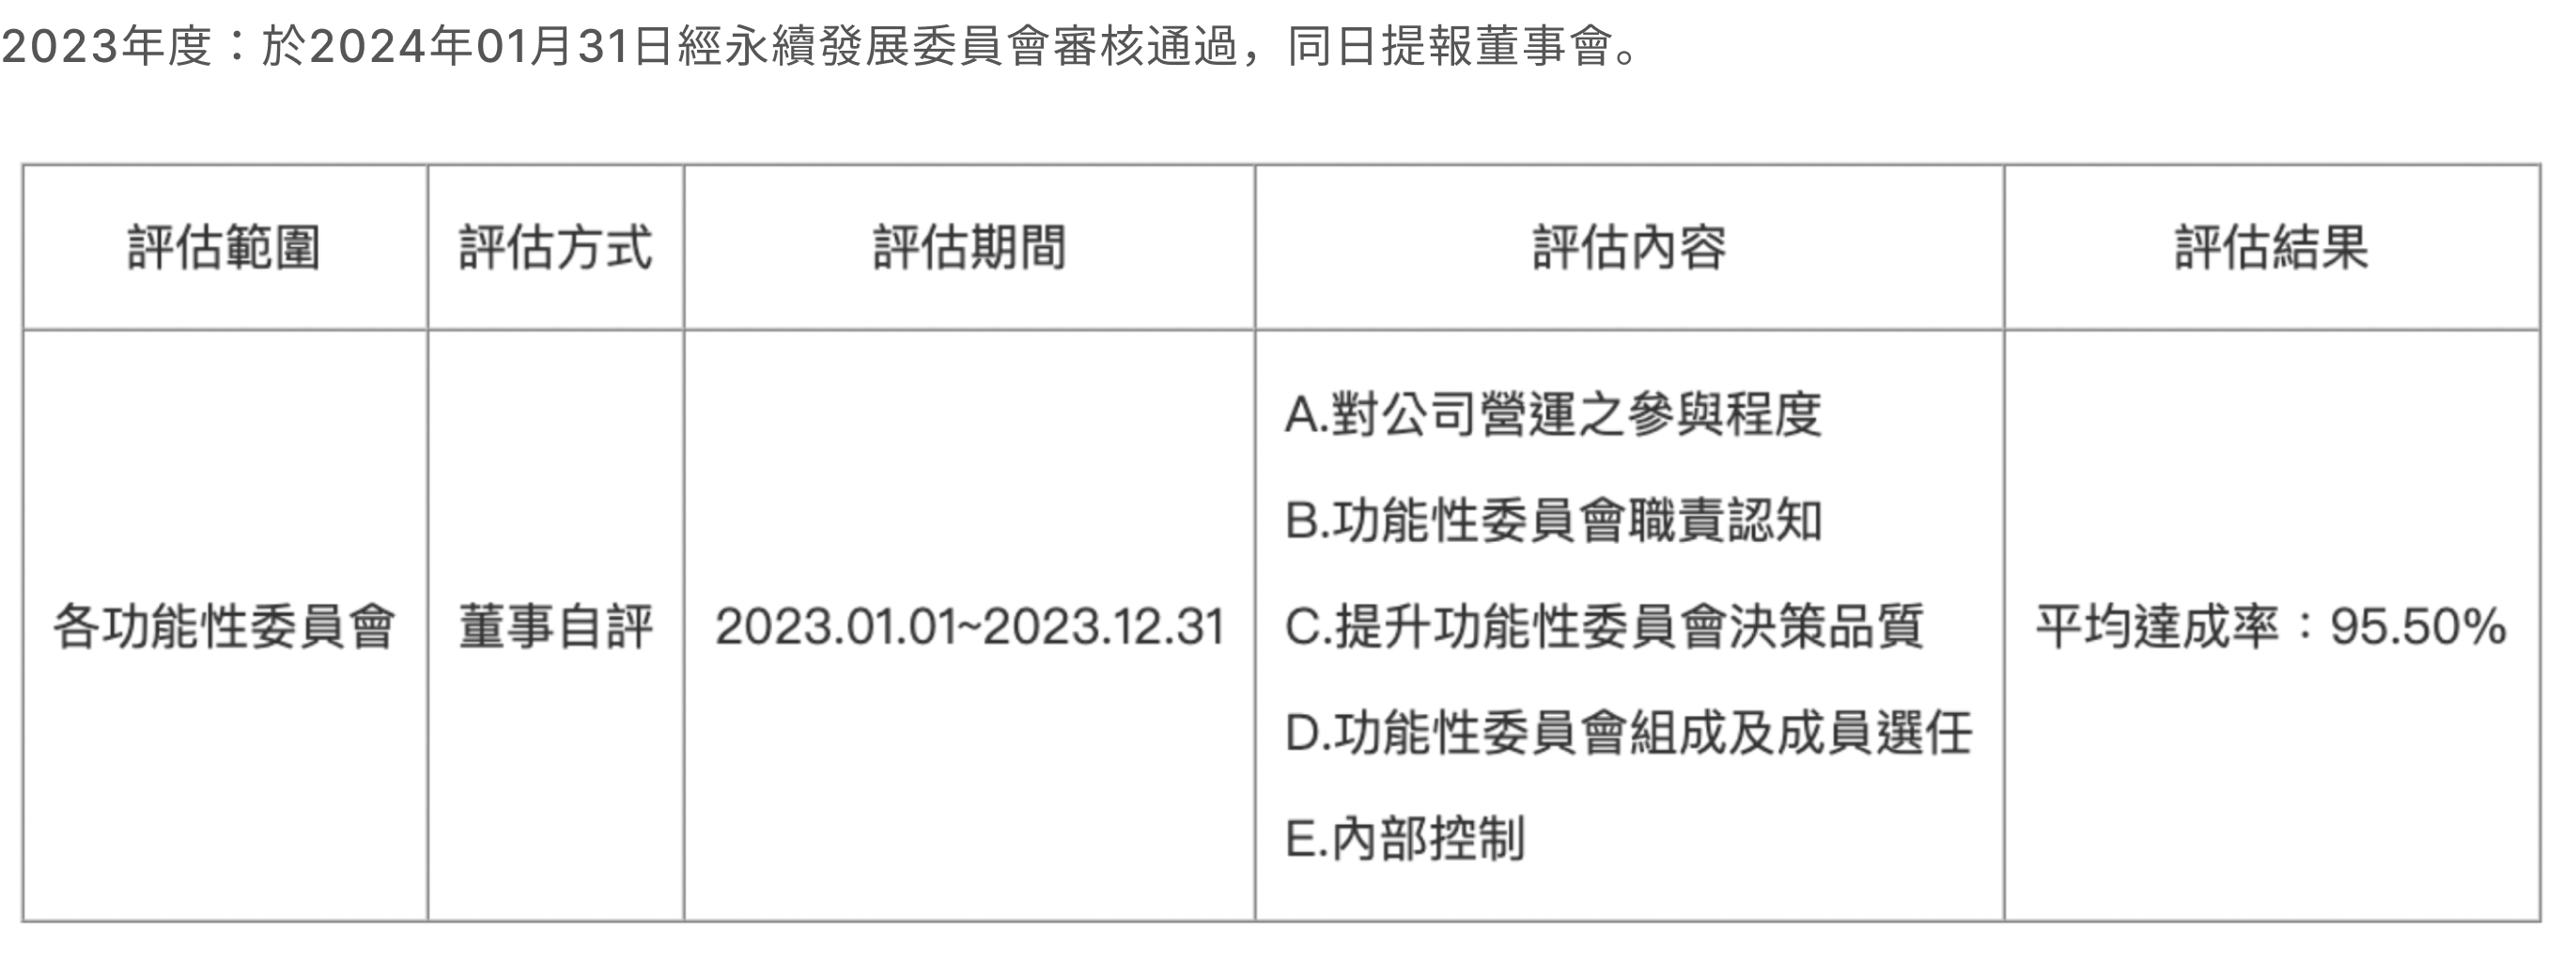 2023年度：於2024年01月31日經永續發展委員會審核通過，同日提報董事會。
評估範圍 評估方式 評估期間 評估內容 評估結果
各功能性委員會 董事自評 2023.01.01~2023.12.31
A.對公司營運之參與程度
B.功能性委員會職責認知
C.提升功能性委員會決策品質
D.功能性委員會組成及成員選任
E.內部控制
平均達成率：95.50%